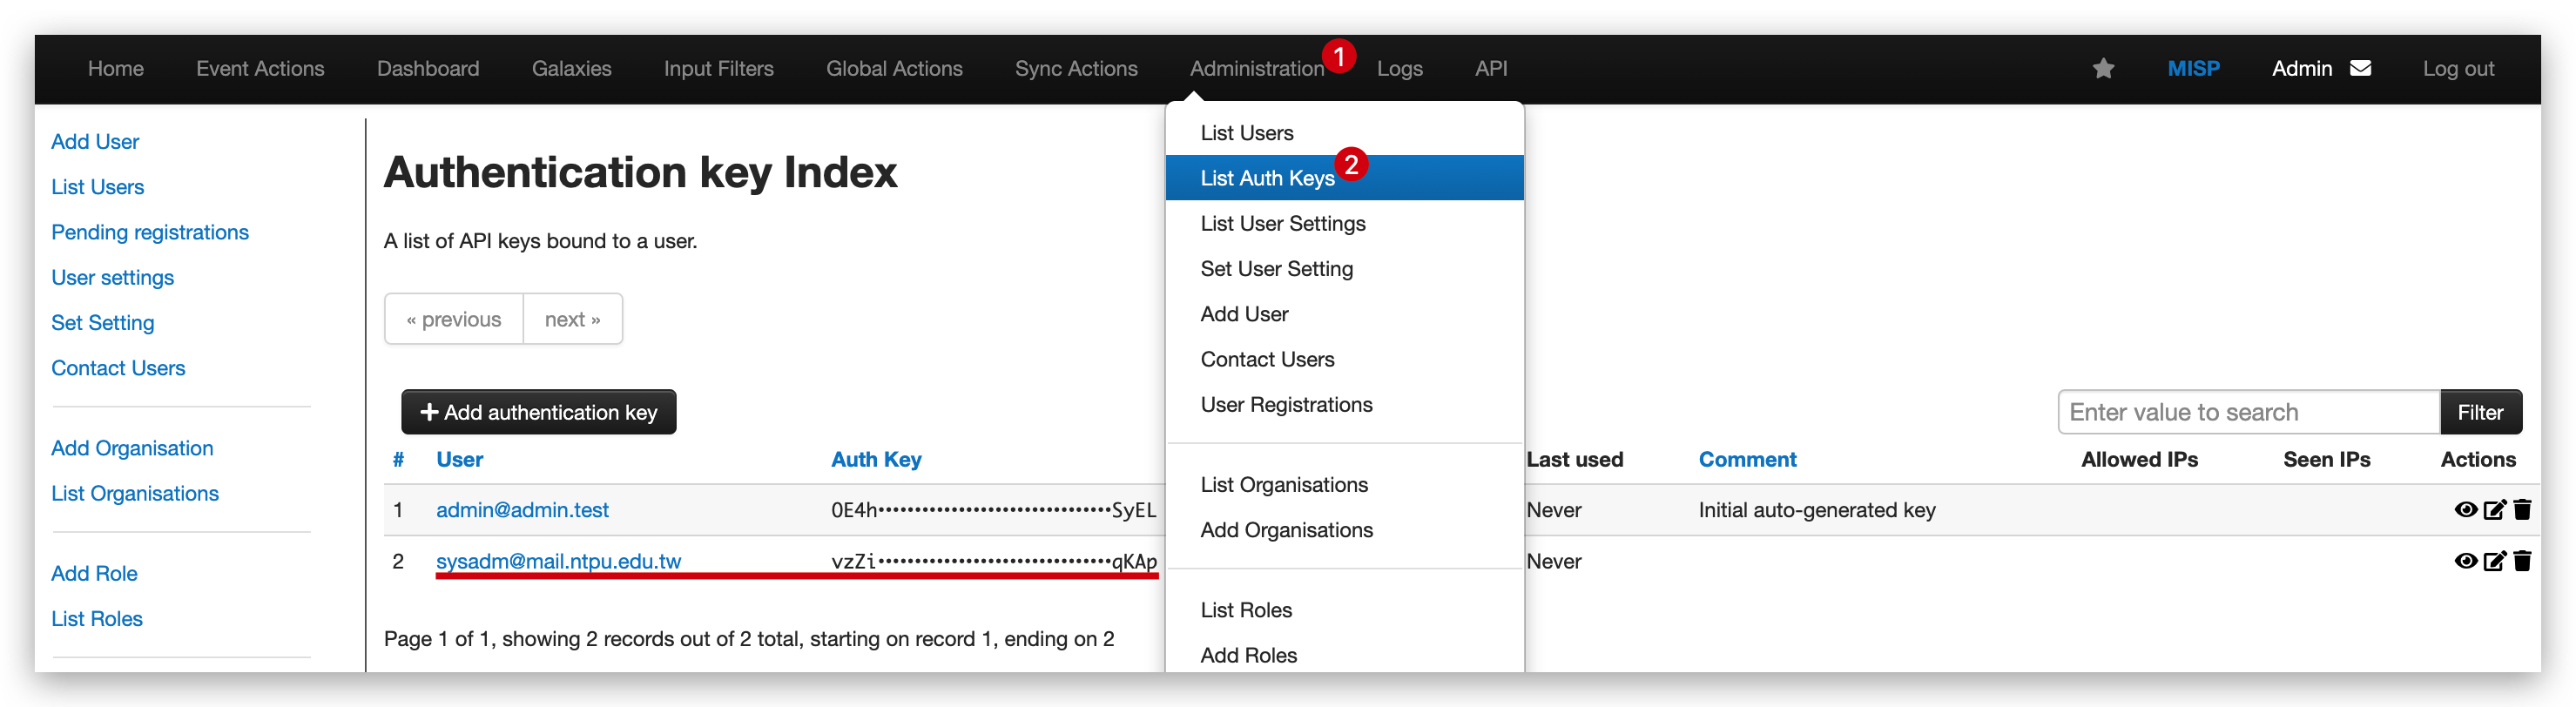 Home Event Actions Dashboard Galaxies Input Filters Global Actions Sync Actions Administration 1 Logs API MISP Admin Log out
Add User
List Users
Pending registrations
User settings
Set Setting
Contact Users
Add Organisation
List Organisations
Add Role
List Roles
Authentication key Index
A list of API keys bound to a user.
« previous next »
+ Add authentication key
Enter value to search Filter
# User Auth Key Last used Comment Allowed IPs Seen IPs Actions
1 admin@admin.test 0E4h••••••••••••••••••••••••••••••••SyEL Never Initial auto-generated key
2 sysadm@mail.ntpu.edu.tw vzZi••••••••••••••••••••••••••••••••qKAp Never
Page 1 of 1, showing 2 records out of 2 total, starting on record 1, ending on 2
List Users
List Auth Keys 2
List User Settings
Set User Setting
Add User
Contact Users
User Registrations
List Organisations
Add Organisations
List Roles
Add Roles